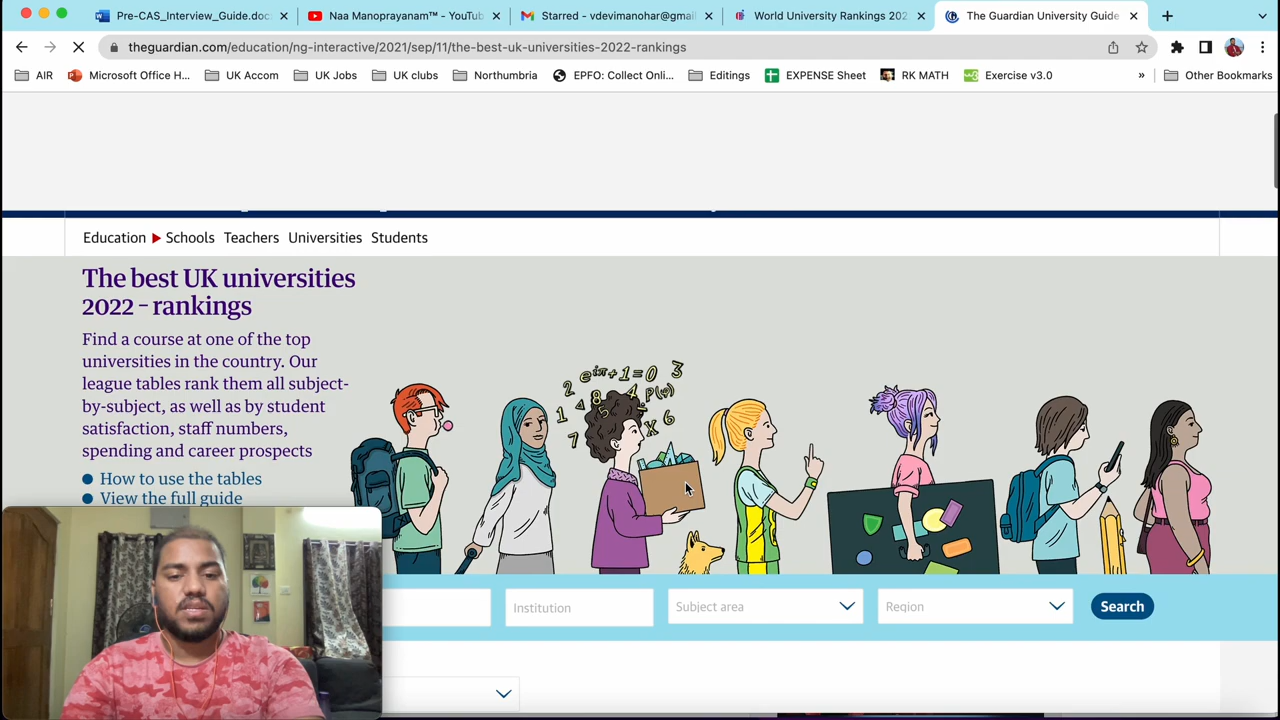 Pre-CAS_Interview_Guide.doc
Naa Manoprayanam™ - YouTub
Starred - vdevimanohar@gmail
World University Rankings 202
The Guardian University Guide
theguardian.com/education/ng-interactive/2021/sep/11/the-best-uk-universities-2022-rankings
AIR
Microsoft Office H...
UK Accom
UK Jobs
UK clubs
Northumbria
EPFO: Collect Onli...
Editings
EXPENSE Sheet
RK MATH
Exercise v3.0
»
Other Bookmarks
Education Schools Teachers Universities Students
The best UK universities
2022 – rankings
Find a course at one of the top
universities in the country. Our
league tables rank them all subject-
by-subject, as well as by student
satisfaction, staff numbers,
spending and career prospects
How to use the tables
View the full guide
Institution
Subject area
Region
Search